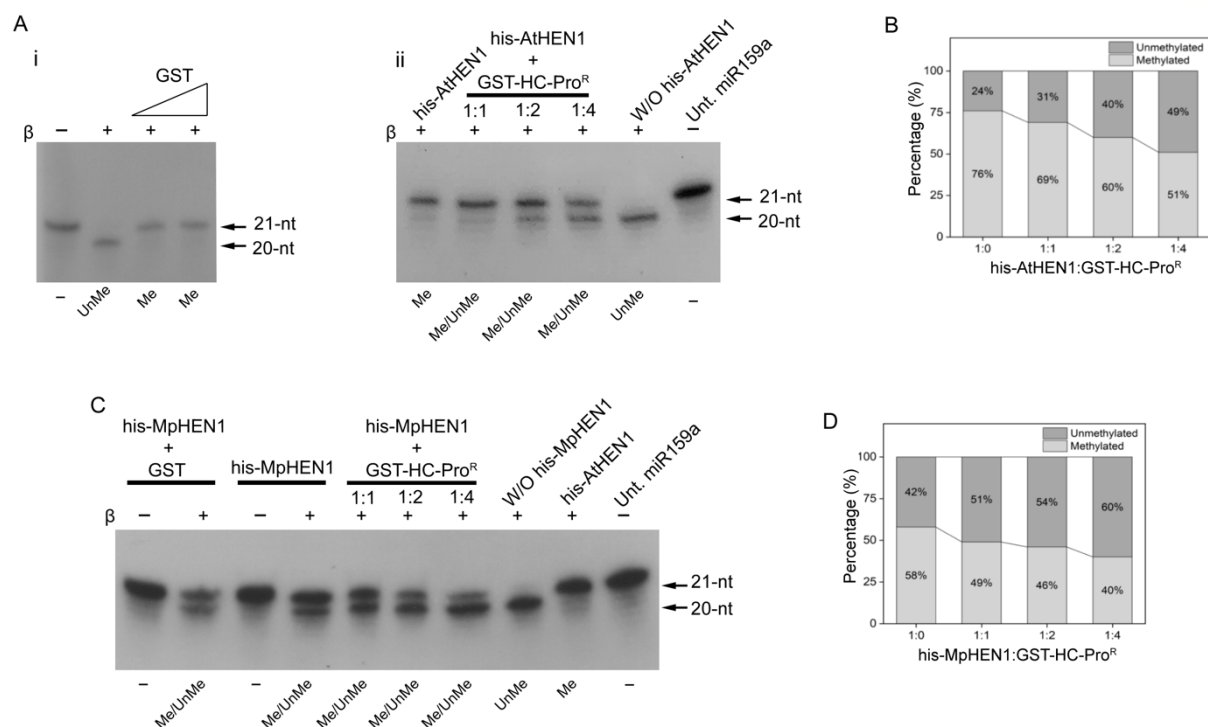 A
i
GST
β
− + + +
21-nt
20-nt
− UnMe Me Me
ii
his-AtHEN1
his-AtHEN1
+
GST-HC-Proᴿ
1:1 1:2 1:4
W/O his-AtHEN1
Unt. miR159a
β + + + + + −
21-nt
20-nt
Me Me/UnMe Me/UnMe Me/UnMe UnMe −
B
Unmethylated
Methylated
Percentage (%)
100
75
50
25
0
24% 31% 40% 49%
76% 69% 60% 51%
1:0 1:1 1:2 1:4
his-AtHEN1:GST-HC-Proᴿ
C
his-MpHEN1
+
GST
his-MpHEN1
his-MpHEN1
+
GST-HC-Proᴿ
1:1 1:2 1:4
W/O his-MpHEN1
his-AtHEN1
Unt. miR159a
β − + − + + + + + + −
21-nt
20-nt
− Me/UnMe − Me/UnMe Me/UnMe Me/UnMe Me/UnMe UnMe Me −
D
Unmethylated
Methylated
Percentage (%)
100
75
50
25
0
42% 51% 54% 60%
58% 49% 46% 40%
1:0 1:1 1:2 1:4
his-MpHEN1:GST-HC-Proᴿ